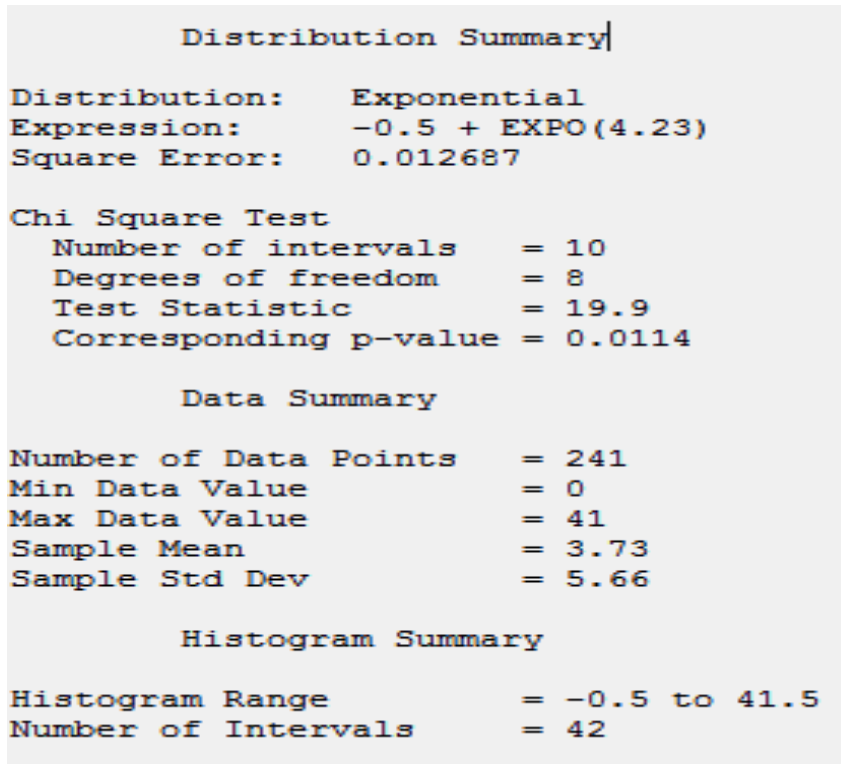 Distribution Summary
Distribution: Exponential
Expression: -0.5 + EXPO(4.23)
Square Error: 0.012687
Chi Square Test
Number of intervals = 10
Degrees of freedom = 8
Test Statistic = 19.9
Corresponding p-value = 0.0114
Data Summary
Number of Data Points = 241
Min Data Value = 0
Max Data Value = 41
Sample Mean = 3.73
Sample Std Dev = 5.66
Histogram Summary
Histogram Range = -0.5 to 41.5
Number of Intervals = 42